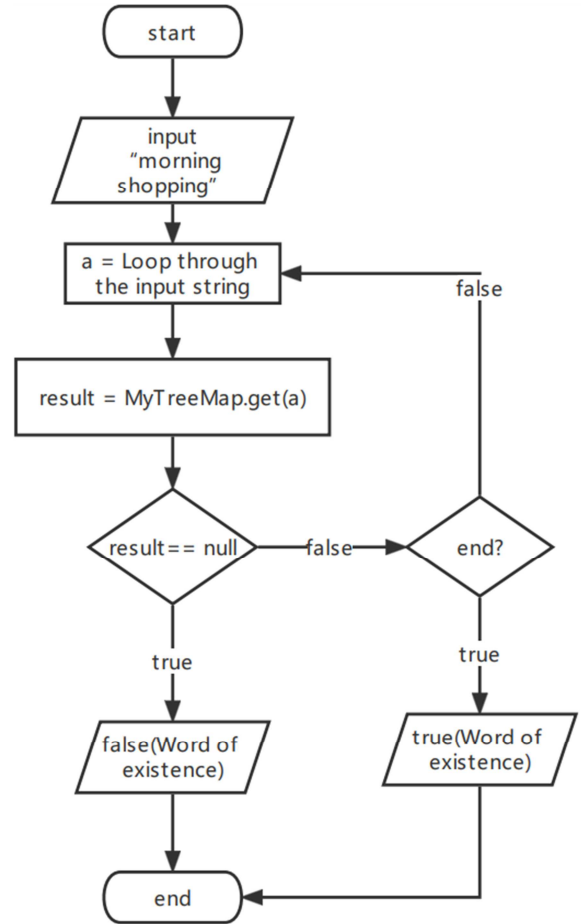 start
input
“morning
shopping”
a = Loop through
the input string
false
result = MyTreeMap.get(a)
result== null
false
end?
true
true
false(Word of
existence)
true(Word of
existence)
end